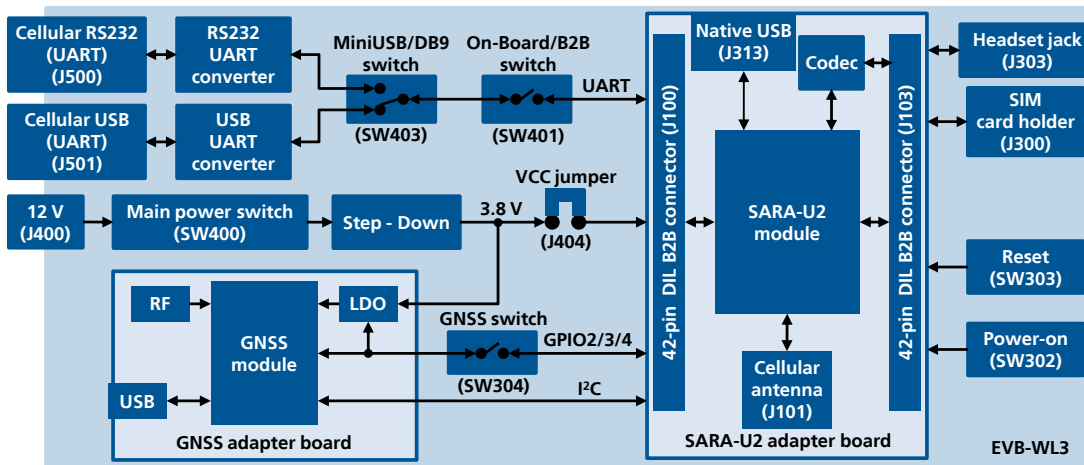 Cellular RS232
(UART)
(J500)
RS232
UART
converter
MiniUSB/DB9
switch
(SW403)
On-Board/B2B
switch
(SW401)
UART
Cellular USB
(UART)
(J501)
USB
UART
converter
12 V
(J400)
Main power switch
(SW400)
Step - Down
3.8 V
VCC jumper
(J404)
RF
GNSS
module
LDO
USB
GNSS adapter board
GNSS switch
(SW304)
GPIO2/3/4
I²C
42-pin DIL B2B connector (J100)
Native USB
(J313)
Codec
SARA-U2
module
Cellular
antenna
(J101)
42-pin DIL B2B connector (J103)
SARA-U2 adapter board
Headset jack
(J303)
SIM
card holder
(J300)
Reset
(SW303)
Power-on
(SW302)
EVB-WL3